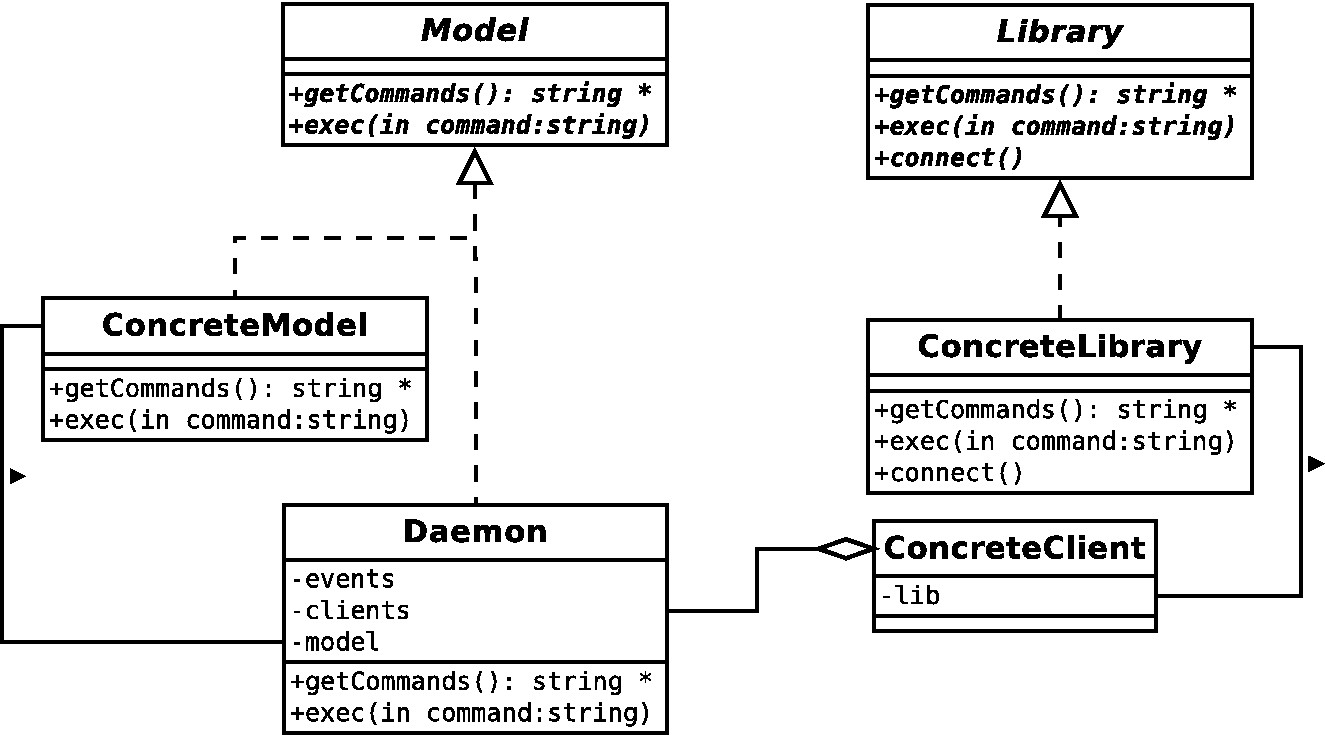 Model
+getCommands(): string *
+exec(in command:string)
Library
+getCommands(): string *
+exec(in command:string)
+connect()
ConcreteModel
+getCommands(): string *
+exec(in command:string)
ConcreteLibrary
+getCommands(): string *
+exec(in command:string)
+connect()
Daemon
-events
-clients
-model
+getCommands(): string *
+exec(in command:string)
ConcreteClient
-lib